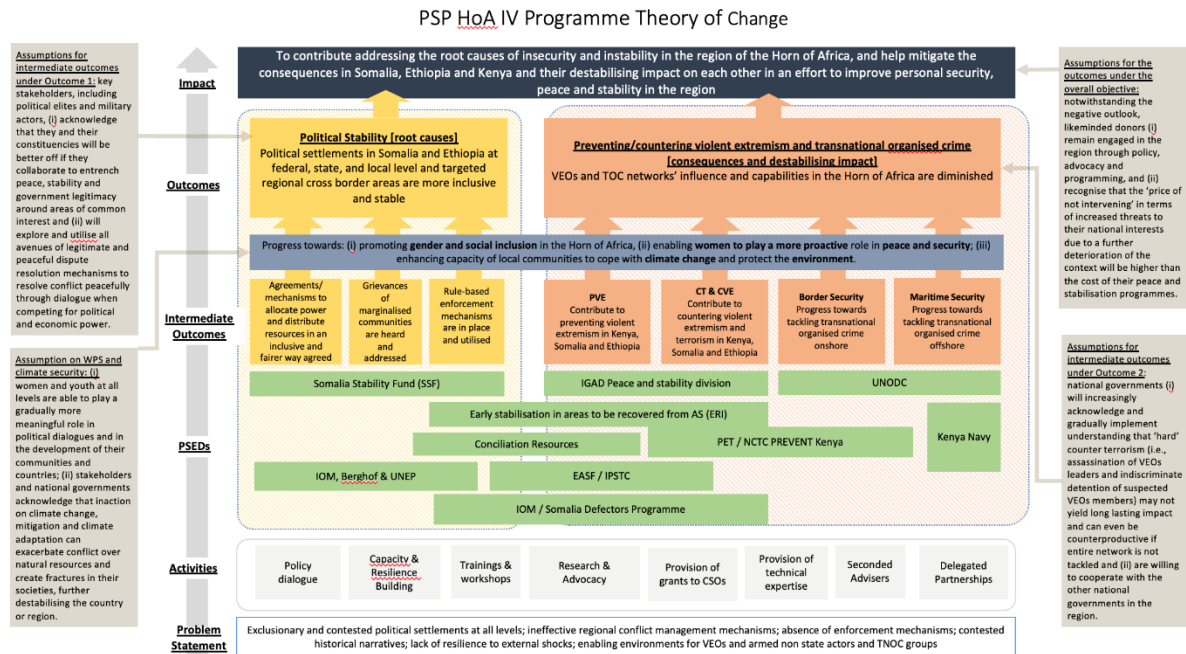 PSP HoA IV Programme Theory of Change
Assumptions for
intermediate outcomes
under Outcome 1: key
stakeholders, including
political elites and military
actors, (i) acknowledge
that they and their
constituencies will be
better off if they
collaborate to entrench
peace, stability and
government legitimacy
around areas of common
interest and (ii) will
explore and utilise all
avenues of legitimate and
peaceful dispute
resolution mechanisms to
resolve conflict peacefully
through dialogue when
competing for political
and economic power.
Assumption on WPS and
climate security: (i)
women and youth at all
levels are able to play a
gradually more
meaningful role in
political dialogues and in
the development of their
communities and
countries; (ii) stakeholders
and national governments
acknowledge that inaction
on climate change,
mitigation and climate
adaptation can
exacerbate conflict over
natural resources and
create fractures in their
societies, further
destabilising the country
or region.
Impact
To contribute addressing the root causes of insecurity and instability in the region of the Horn of Africa, and help mitigate the
consequences in Somalia, Ethiopia and Kenya and their destabilising impact on each other in an effort to improve personal security,
peace and stability in the region
Outcomes
Political Stability [root causes]
Political settlements in Somalia and Ethiopia at
federal, state, and local level and targeted
regional cross border areas are more inclusive
and stable
Preventing/countering violent extremism and transnational organised crime
[consequences and destabilising impact]
VEOs and TOC networks' influence and capabilities in the Horn of Africa are diminished
Progress towards: (i) promoting gender and social inclusion in the Horn of Africa, (ii) enabling women to play a more proactive role in peace and security; (iii)
enhancing capacity of local communities to cope with climate change and protect the environment.
Intermediate
Outcomes
Agreements/
mechanisms to
allocate power and
distribute
resources in an
inclusive and
fairer way agreed
Grievances
of
marginalised
communities
are heard
and
addressed
Rule-based
enforcement
mechanisms
are in place
and utilised
PVE
Contribute to
preventing violent
extremism in Kenya,
Somalia and Ethiopia
CT & CVE
Contribute to
countering violent
extremism and
terrorism in Kenya,
Somalia and Ethiopia
Border Security
Progress towards
tackling transnational
organised crime
onshore
Maritime Security
Progress towards
tackling transnational
organised crime
offshore
PSEDs
Somalia Stability Fund (SSF)
IGAD Peace and stability division
UNODC
Early stabilisation in areas to be recovered from AS (ERI)
Kenya Navy
Conciliation Resources
PET / NCTC PREVENT Kenya
IOM, Berghof & UNEP
EASF / IPSTC
IOM / Somalia Defectors Programme
Activities
Policy
dialogue
Capacity &
Resilience
Building
Trainings &
workshops
Research &
Advocacy
Provision of
grants to CSOs
Provision of
technical
expertise
Seconded
Advisers
Delegated
Partnerships
Problem
Statement
Exclusionary and contested political settlements at all levels; ineffective regional conflict management mechanisms; absence of enforcement mechanisms; contested
historical narratives; lack of resilience to external shocks; enabling environments for VEOs and armed non state actors and TNOC groups
Assumptions for the
outcomes under the
overall objective:
notwithstanding the
negative outlook,
likeminded donors (i)
remain engaged in the
region through policy,
advocacy and
programming, and (ii)
recognise that the 'price of
not intervening' in terms
of increased threats to
their national interests
due to a further
deterioration of the
context will be higher than
the cost of their peace and
stabilisation programmes.
Assumptions for
intermediate outcomes
under Outcome 2:
national governments (i)
will increasingly
acknowledge and
gradually implement
understanding that 'hard'
counter terrorism (i.e.,
assassination of VEOs
leaders and indiscriminate
detention of suspected
VEOs members) may not
yield long lasting impact
and can even be
counterproductive if
entire network is not
tackled and (ii) are willing
to cooperate with the
other national
governments in the
region.